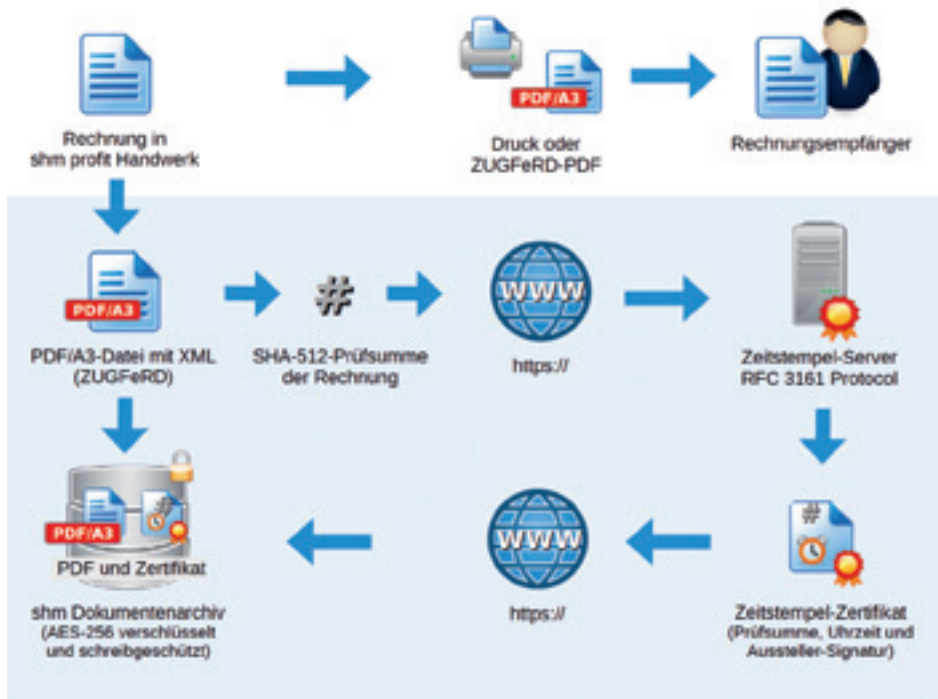 PDF/A3
Rechnung in
shm profit Handwerk
Druck oder
ZUGFeRD-PDF
Rechnungsempfänger
PDF/A3
#
WWW
PDF/A3-Datei mit XML
(ZUGFeRD)
SHA-512-Prüfsumme
der Rechnung
https://
Zeitstempel-Server
RFC 3161 Protocol
#
PDF/A3
PDF und Zertifikat
WWW
#
shm Dokumentenarchiv
(AES-256 verschlüsselt
und schreibgeschützt)
https://
Zeitstempel-Zertifikat
(Prüfsumme, Uhrzeit und
Aussteller-Signatur)